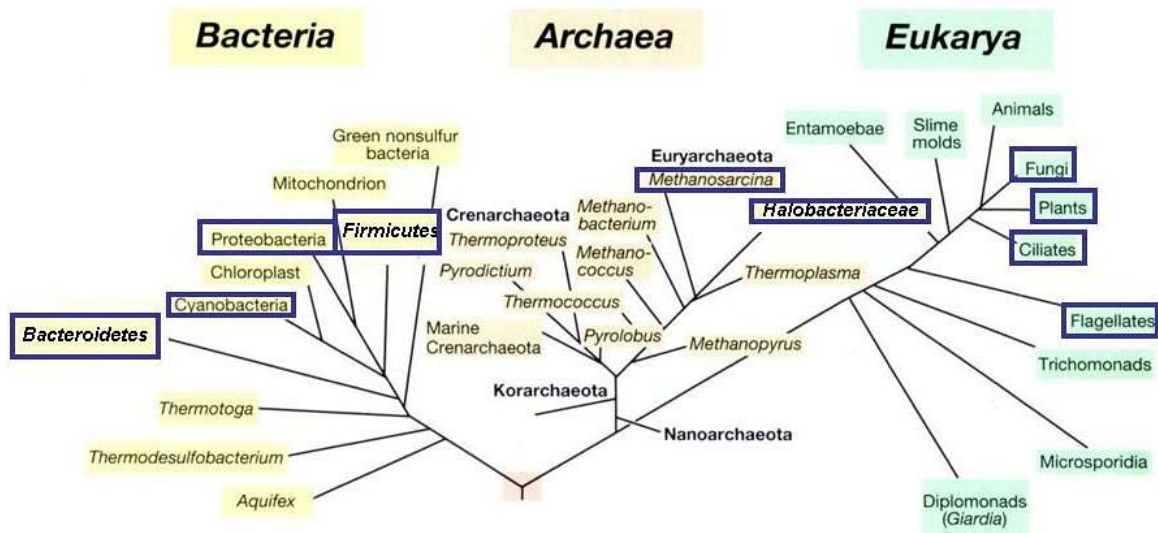 Bacteria
Archaea
Eukarya
Green nonsulfur
bacteria
Mitochondrion
Proteobacteria
Firmicutes
Chloroplast
Cyanobacteria
Bacteroidetes
Thermotoga
Thermodesulfobacterium
Aquifex
Crenarchaeota
Thermoproteus
Pyrodictium
Thermococcus
Marine
Crenarchaeota
Pyrolobus
Korarchaeota
Nanoarchaeota
Euryarchaeota
Methanosarcina
Methano-
bacterium
Methano-
coccus
Halobacteriaceae
Thermoplasma
Methanopyrus
Entamoebae
Slime
molds
Animals
Fungi
Plants
Ciliates
Flagellates
Trichomonads
Microsporidia
Diplomonads
(Giardia)